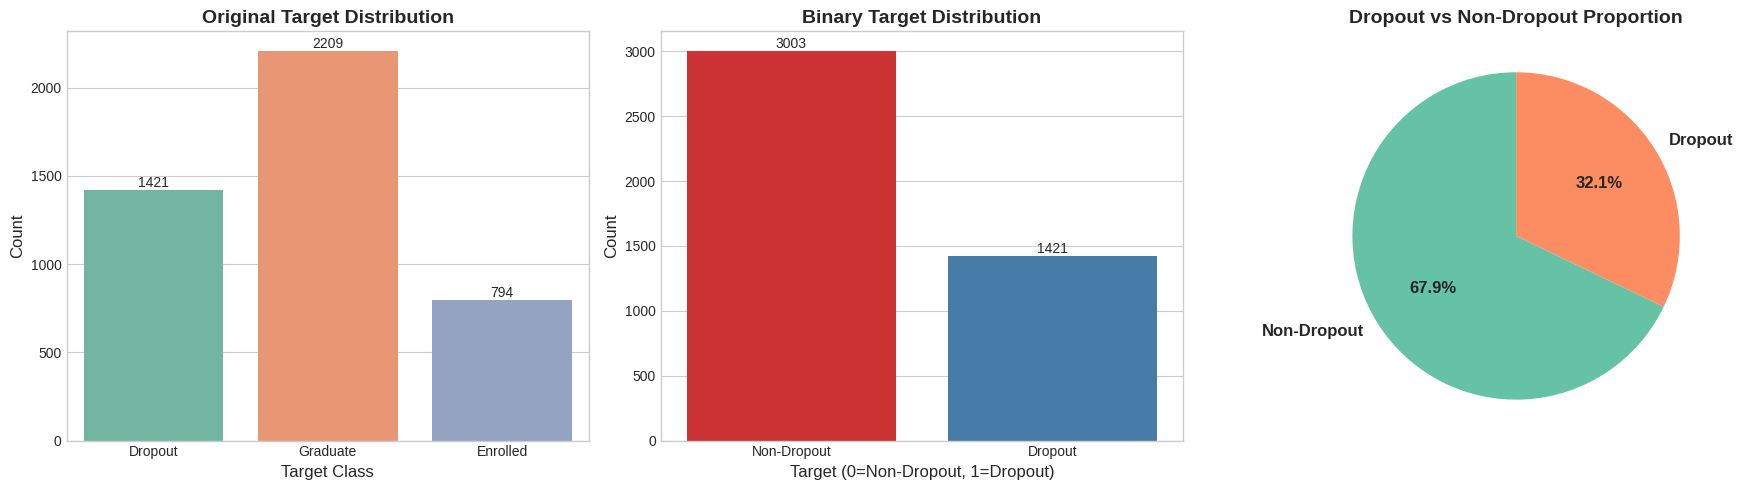 Original Target Distribution
2209
2000
1500
1421
1000
794
500
0
Count
Dropout
Graduate
Enrolled
Target Class
Binary Target Distribution
3003
3000
2500
2000
1500
1421
1000
500
0
Count
Non-Dropout
Dropout
Target (0=Non-Dropout, 1=Dropout)
Dropout vs Non-Dropout Proportion
Dropout
32.1%
67.9%
Non-Dropout